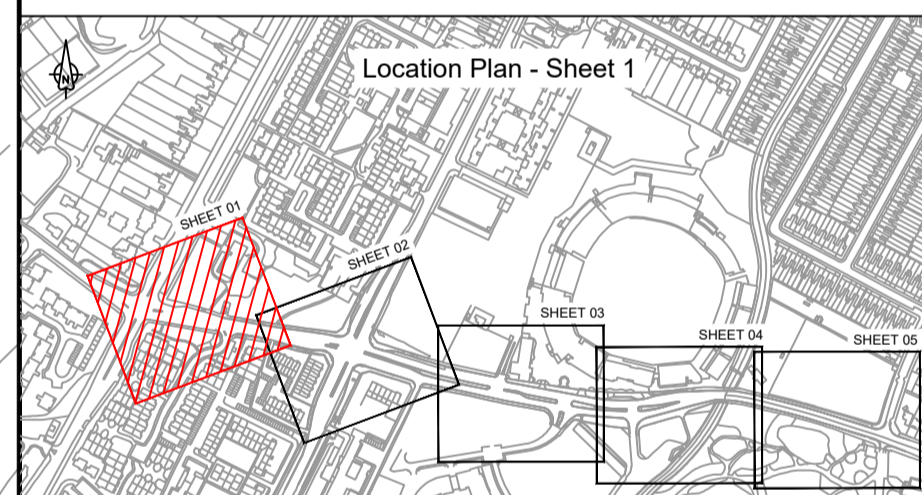 Location Plan - Sheet 1
N
SHEET 01
SHEET 02
SHEET 03
SHEET 04
SHEET 05